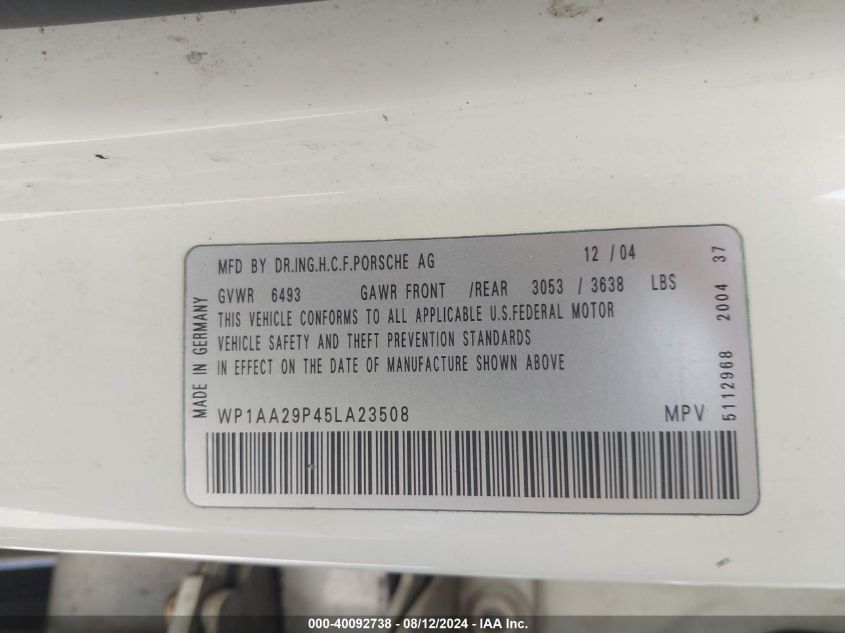 MFD BY DR.ING.H.C.F.PORSCHE AG 12 / 04
GVWR 6493 GAWR FRONT /REAR 3053 / 3638 LBS
THIS VEHICLE CONFORMS TO ALL APPLICABLE U.S.FEDERAL MOTOR
VEHICLE SAFETY AND THEFT PREVENTION STANDARDS
IN EFFECT ON THE DATE OF MANUFACTURE SHOWN ABOVE
WP1AA29P45LA23508 MPV
MADE IN GERMANY
5112968 2004 37
000-40092738 - 08/12/2024 - IAA Inc.